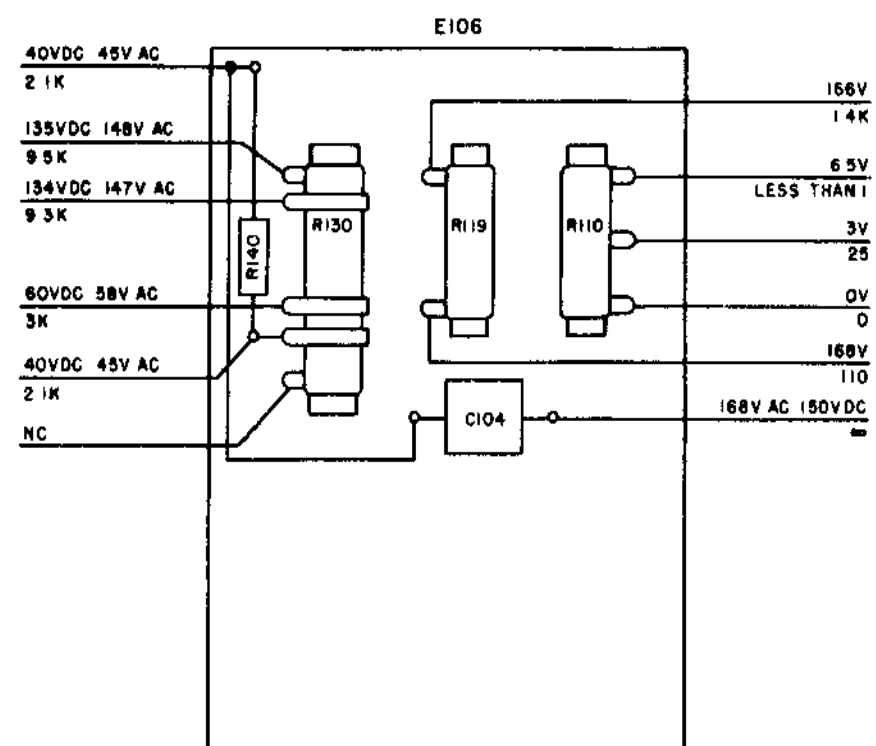 E106
40VDC 45V AC
2 1K
135VDC 148V AC
9 5K
134VDC 147V AC
9 3K
60VDC 58V AC
3K
40VDC 45V AC
2 1K
NC
R140
R130
R119
R110
C104
166V
1 4K
6 5V
LESS THAN 1
3V
25
0V
0
168V
110
168V AC 150VDC
∞